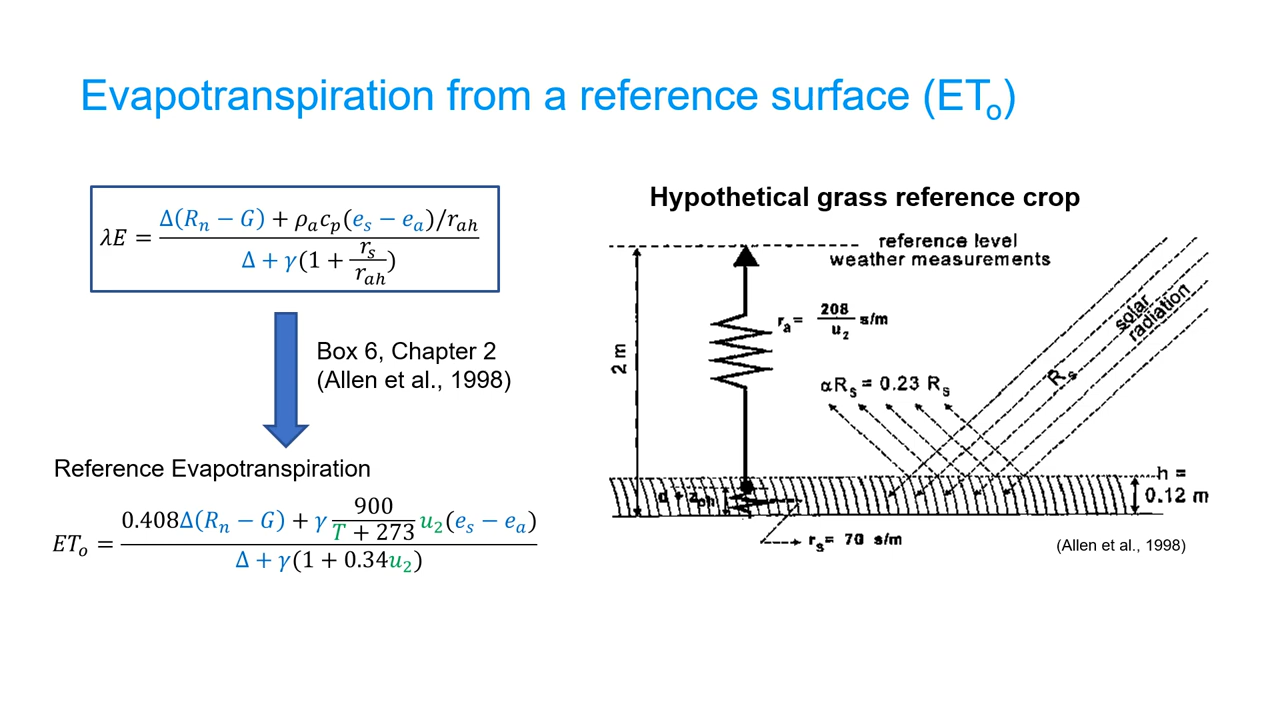 Evapotranspiration from a reference surface (ETₒ)
λE = (Δ(Rₙ − G) + ρₐcₚ(eₛ − eₐ)/rₐₕ) / (Δ + γ(1 + rₛ/rₐₕ))
Box 6, Chapter 2
(Allen et al., 1998)
Reference Evapotranspiration
ETₒ = (0.408Δ(Rₙ − G) + γ 900/(T + 273) u₂(eₛ − eₐ)) / (Δ + γ(1 + 0.34u₂))
Hypothetical grass reference crop
reference level
weather measurements
2 m
rₐ = 208/u₂ s/m
αRₛ = 0.23 Rₛ
solar
radiation
Rₛ
d + zₒₕ
h =
0.12 m
rₛ = 70 s/m
(Allen et al., 1998)